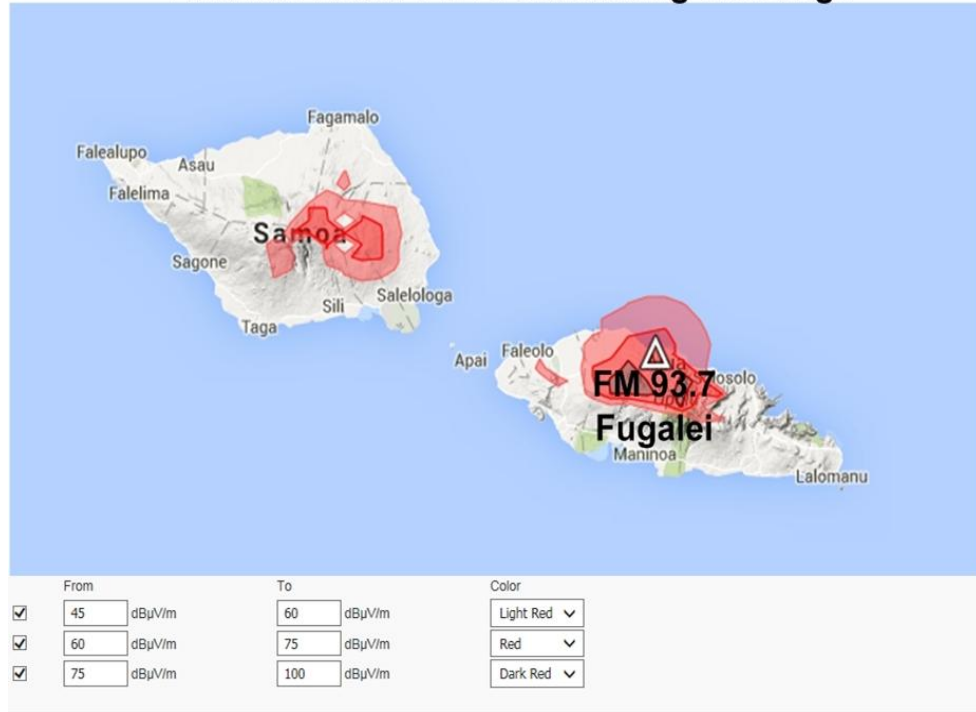 Fagamalo
Falealupo
Asau
Falelima
Samoa
Sagone
Salelologa
Sili
Taga
Apai
Faleolo
FM 93.7
Fugalei
Maninoa
Lalomanu
From To Color
45 dBµV/m 60 dBµV/m Light Red
60 dBµV/m 75 dBµV/m Red
75 dBµV/m 100 dBµV/m Dark Red